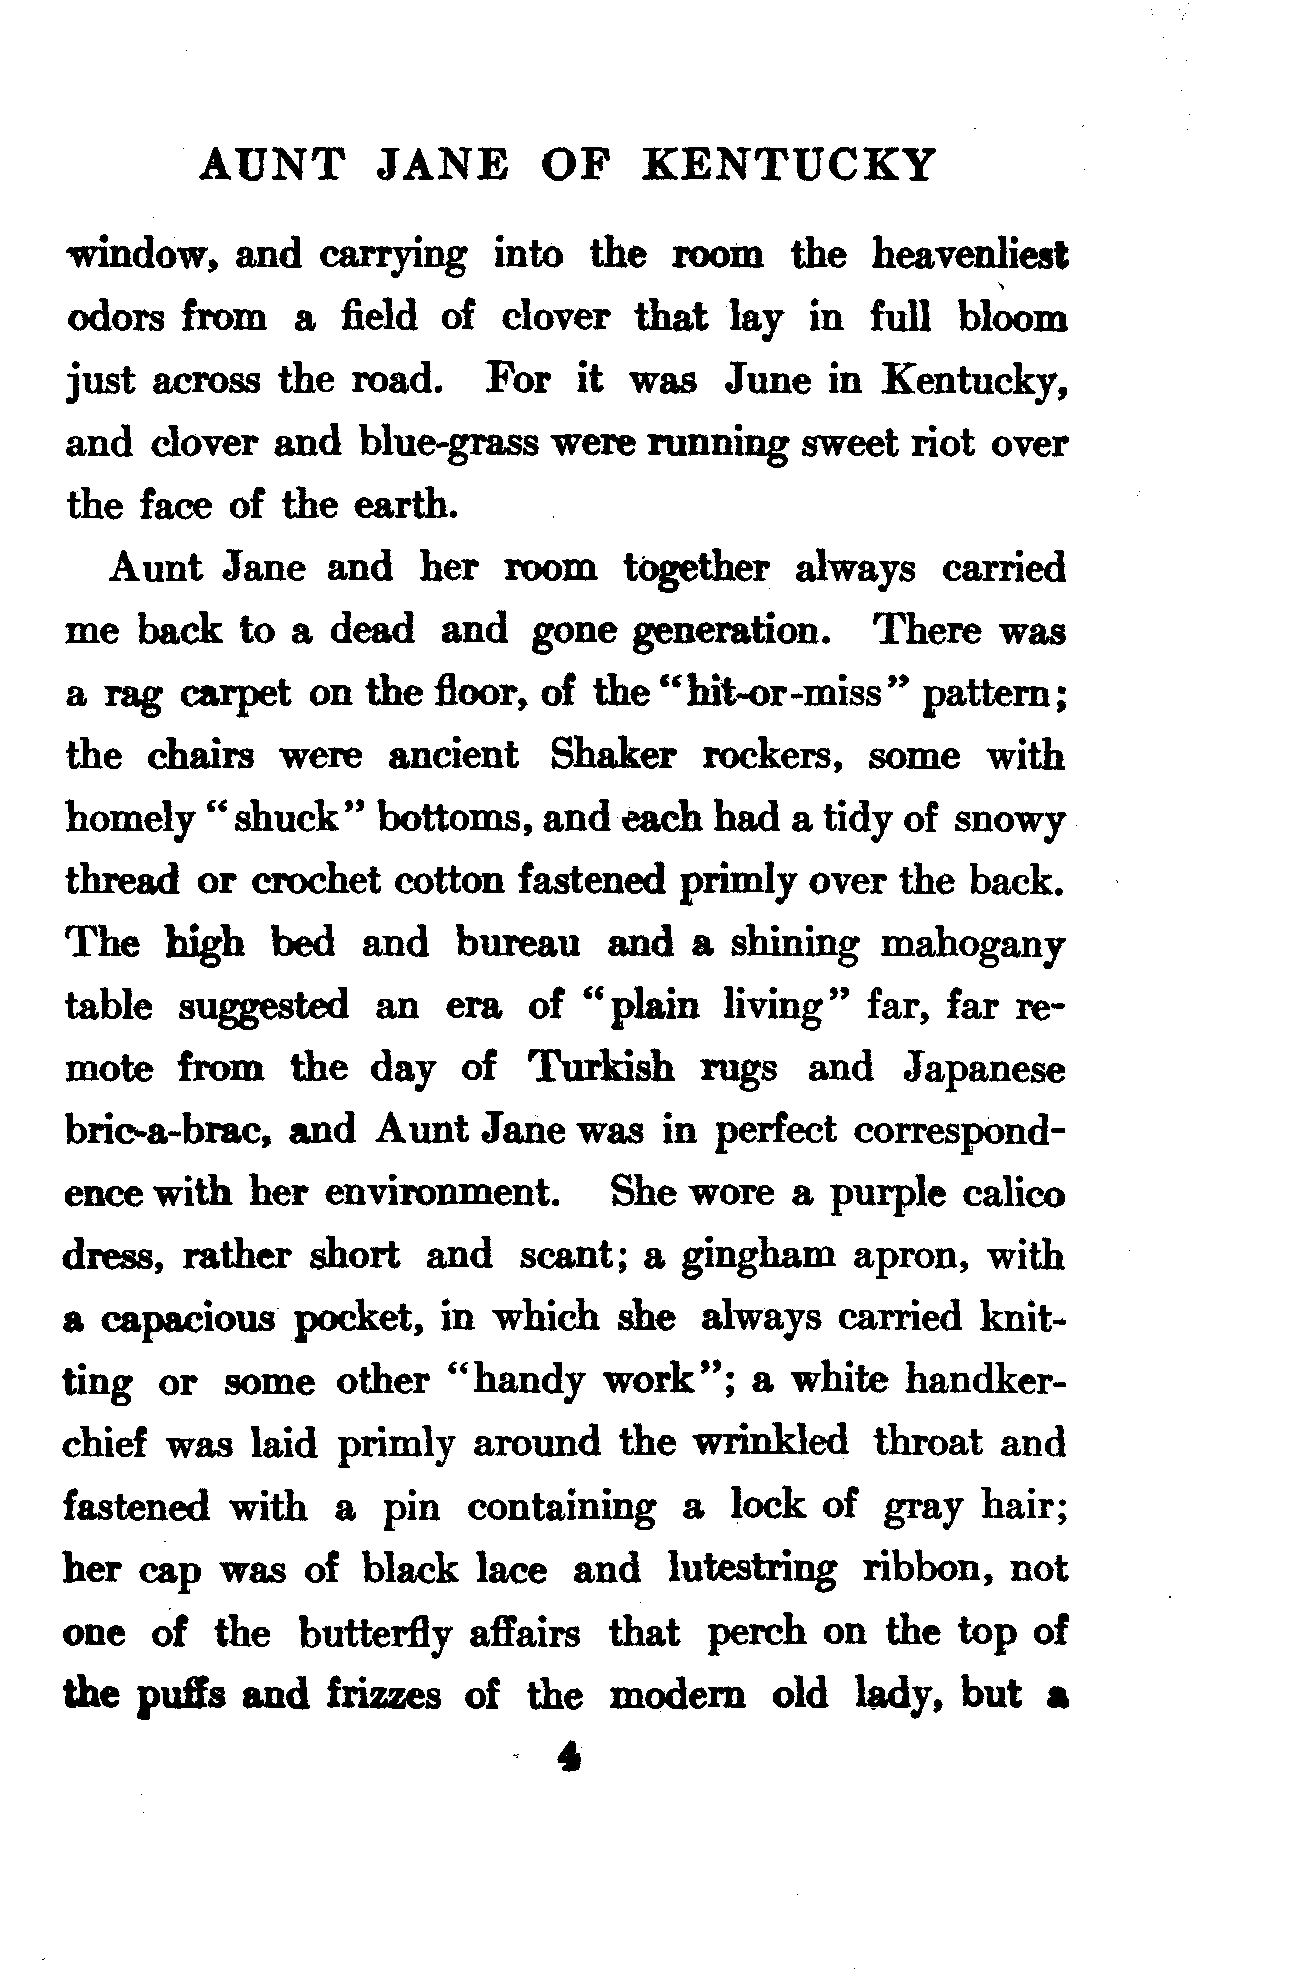 AUNT JANE OF KENTUCKY
window, and carrying into the room the heavenliest
odors from a field of clover that lay in full bloom
just across the road. For it was June in Kentucky,
and clover and blue-grass were running sweet riot over
the face of the earth.
Aunt Jane and her room together always carried
me back to a dead and gone generation. There was
a rag carpet on the floor, of the "hit-or-miss" pattern;
the chairs were ancient Shaker rockers, some with
homely "shuck" bottoms, and each had a tidy of snowy
thread or crochet cotton fastened primly over the back.
The high bed and bureau and a shining mahogany
table suggested an era of "plain living" far, far re-
mote from the day of Turkish rugs and Japanese
bric-a-brac, and Aunt Jane was in perfect correspond-
ence with her environment. She wore a purple calico
dress, rather short and scant; a gingham apron, with
a capacious pocket, in which she always carried knit-
ting or some other "handy work"; a white handker-
chief was laid primly around the wrinkled throat and
fastened with a pin containing a lock of gray hair;
her cap was of black lace and lutestring ribbon, not
one of the butterfly affairs that perch on the top of
the puffs and frizzes of the modern old lady, but a
4